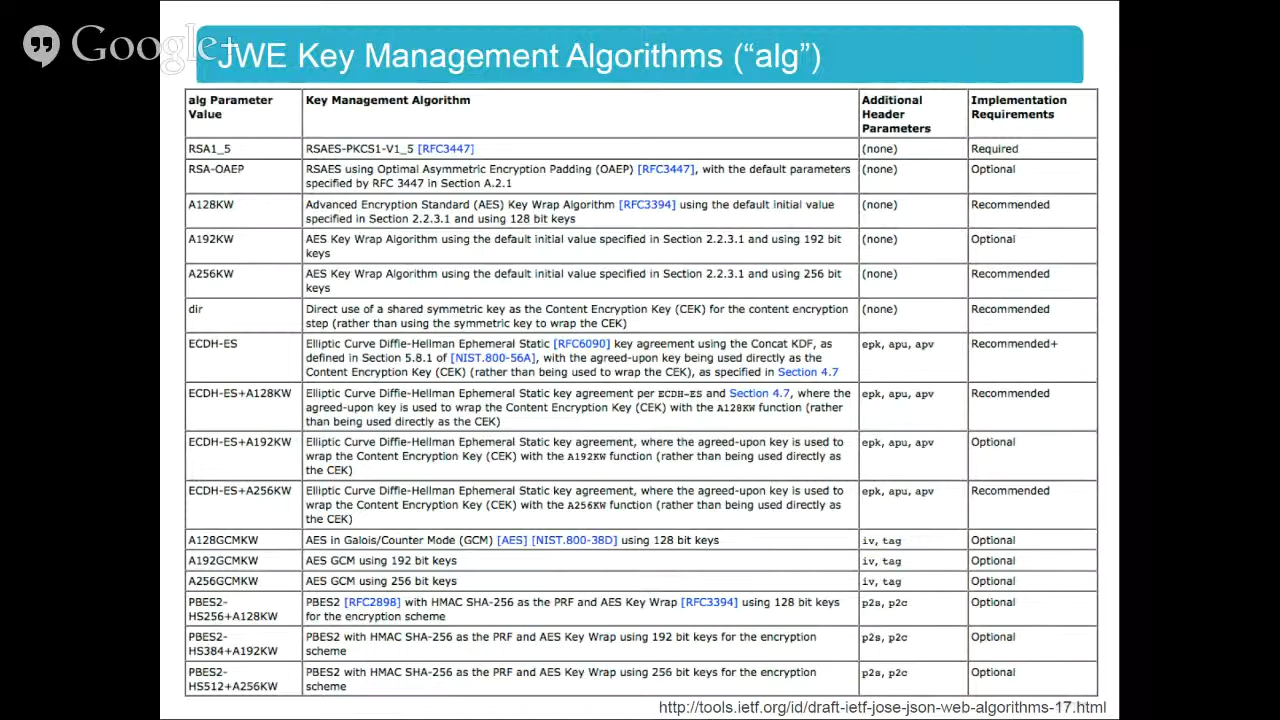 Google+
JWE Key Management Algorithms (“alg”)
alg Parameter Value
Key Management Algorithm
Additional Header Parameters
Implementation Requirements
RSA1_5
RSAES-PKCS1-V1_5 [RFC3447]
(none)
Required
RSA-OAEP
RSAES using Optimal Asymmetric Encryption Padding (OAEP) [RFC3447], with the default parameters
specified by RFC 3447 in Section A.2.1
(none)
Optional
A128KW
Advanced Encryption Standard (AES) Key Wrap Algorithm [RFC3394] using the default initial value
specified in Section 2.2.3.1 and using 128 bit keys
(none)
Recommended
A192KW
AES Key Wrap Algorithm using the default initial value specified in Section 2.2.3.1 and using 192 bit
keys
(none)
Optional
A256KW
AES Key Wrap Algorithm using the default initial value specified in Section 2.2.3.1 and using 256 bit
keys
(none)
Recommended
dir
Direct use of a shared symmetric key as the Content Encryption Key (CEK) for the content encryption
step (rather than using the symmetric key to wrap the CEK)
(none)
Recommended
ECDH-ES
Elliptic Curve Diffie-Hellman Ephemeral Static [RFC6090] key agreement using the Concat KDF, as
defined in Section 5.8.1 of [NIST.800-56A], with the agreed-upon key being used directly as the
Content Encryption Key (CEK) (rather than being used to wrap the CEK), as specified in Section 4.7
epk, apu, apv
Recommended+
ECDH-ES+A128KW
Elliptic Curve Diffie-Hellman Ephemeral Static key agreement per ECDH-ES and Section 4.7, where the
agreed-upon key is used to wrap the Content Encryption Key (CEK) with the A128KW function (rather
than being used directly as the CEK)
epk, apu, apv
Recommended
ECDH-ES+A192KW
Elliptic Curve Diffie-Hellman Ephemeral Static key agreement, where the agreed-upon key is used to
wrap the Content Encryption Key (CEK) with the A192KW function (rather than being used directly as
the CEK)
epk, apu, apv
Optional
ECDH-ES+A256KW
Elliptic Curve Diffie-Hellman Ephemeral Static key agreement, where the agreed-upon key is used to
wrap the Content Encryption Key (CEK) with the A256KW function (rather than being used directly as
the CEK)
epk, apu, apv
Recommended
A128GCMKW
AES in Galois/Counter Mode (GCM) [AES] [NIST.800-38D] using 128 bit keys
iv, tag
Optional
A192GCMKW
AES GCM using 192 bit keys
iv, tag
Optional
A256GCMKW
AES GCM using 256 bit keys
iv, tag
Optional
PBES2-
HS256+A128KW
PBES2 [RFC2898] with HMAC SHA-256 as the PRF and AES Key Wrap [RFC3394] using 128 bit keys
for the encryption scheme
p2s, p2c
Optional
PBES2-
HS384+A192KW
PBES2 with HMAC SHA-256 as the PRF and AES Key Wrap using 192 bit keys for the encryption
scheme
p2s, p2c
Optional
PBES2-
HS512+A256KW
PBES2 with HMAC SHA-256 as the PRF and AES Key Wrap using 256 bit keys for the encryption
scheme
p2s, p2c
Optional
http://tools.ietf.org/id/draft-ietf-jose-json-web-algorithms-17.html